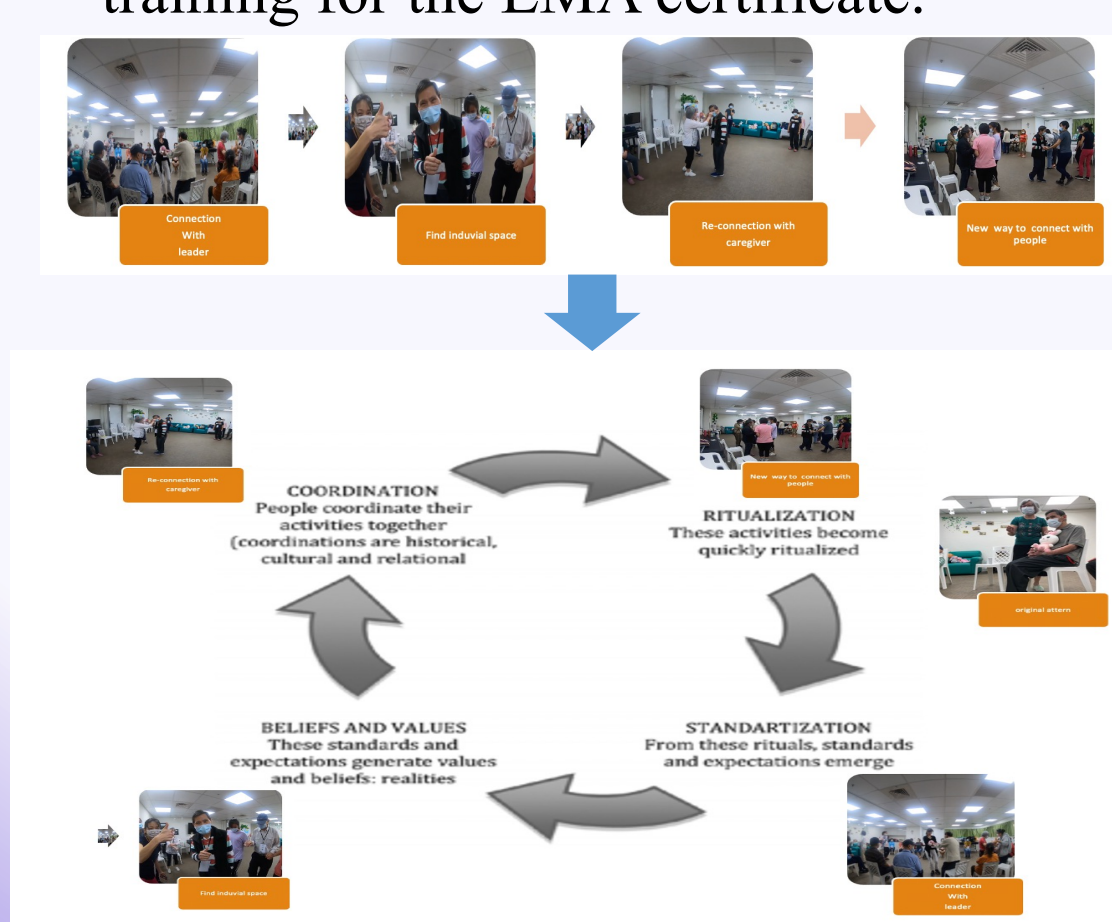 training for the EMA certificate.
Connection
With
leader
Find induvial space
Re-connection with
caregiver
New way to connect with
people
Re-connection with
caregiver
New way to connect with
people
COORDINATION
People coordinate their
activities together
(coordinations are historical,
cultural and relational
RITUALIZATION
These activities become
quickly ritualized
original attern
BELIEFS AND VALUES
These standards and
expectations generate values
and beliefs: realities
STANDARTIZATION
From these rituals, standards
and expectations emerge
Find induvial space
Connection
With
leader